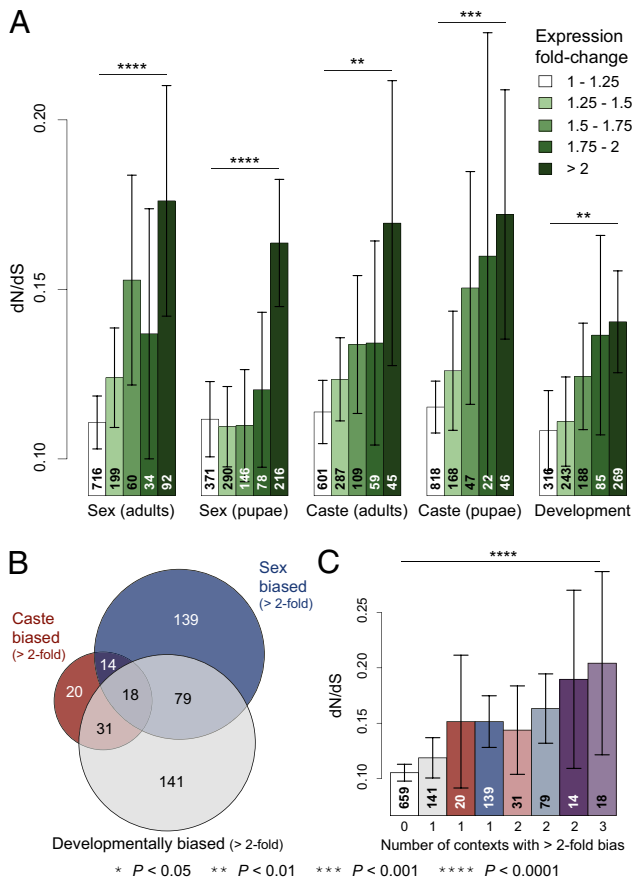 A
Expression
fold-change
1 - 1.25
1.25 - 1.5
1.5 - 1.75
1.75 - 2
> 2
**** **** ** *** **
dN/dS
0.20
0.15
0.10
716 199 60 34 92
371 290 146 78 216
601 287 109 59 45
818 168 47 22 46
316 243 188 85 269
Sex (adults) Sex (pupae) Caste (adults) Caste (pupae) Development
B
Sex
biased
(> 2-fold)
Caste
biased
(> 2-fold)
139
14
20
18
79
31
141
Developmentally biased (> 2-fold)
C
****
dN/dS
0.25
0.20
0.15
0.10
659 141 20 139 31 79 14 18
0 1 1 1 2 2 2 3
Number of contexts with > 2-fold bias
* P < 0.05 ** P < 0.01 *** P < 0.001 **** P < 0.0001